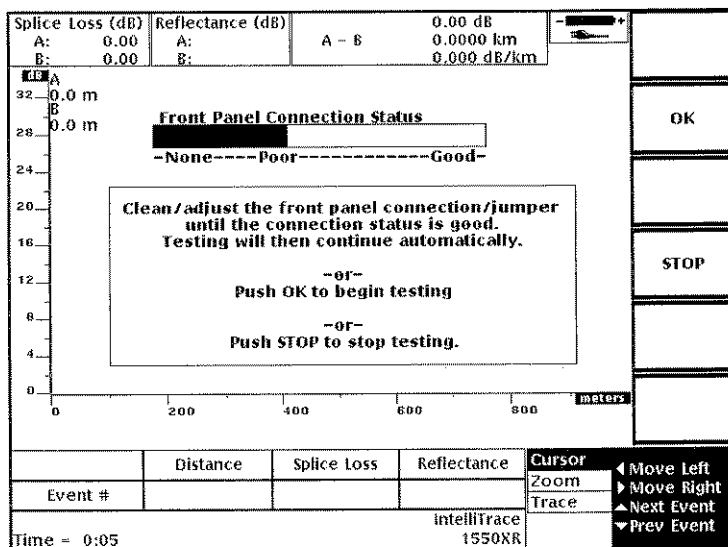 Splice Loss (dB) Reflectance (dB) 0.00 dB - +
A: 0.00 A: A - B 0.0000 km
B: 0.00 B: 0.000 dB/km
dB A
32 0.0 m
B
28 0.0 m
Front Panel Connection Status
-None----Poor------------Good-
24
20
16
12
8
4
0
Clean/adjust the front panel connection/jumper
until the connection status is good.
Testing will then continue automatically.
-or-
Push OK to begin testing
-or-
Push STOP to stop testing.
OK
STOP
meters
0 200 400 600 800
Distance Splice Loss Reflectance
Event #
Time = 0:05
IntelliTrace
1550XR
Cursor
Zoom
Trace
Move Left
Move Right
Next Event
Prev Event